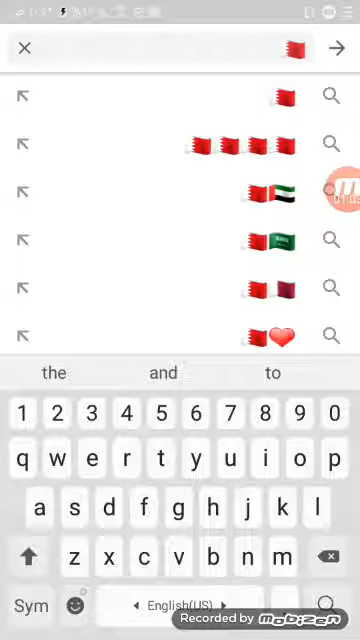 🇧🇭
🇧🇭
🇧🇭🇧🇭🇧🇭🇧🇭
🇧🇭🇦🇪
🇧🇭🇸🇦
🇧🇭🇶🇦
🇧🇭❤️
the and to
1 2 3 4 5 6 7 8 9 0
q w e r t y u i o p
a s d f g h j k l
z x c v b n m
Sym English(US)
Recorded by mobizen